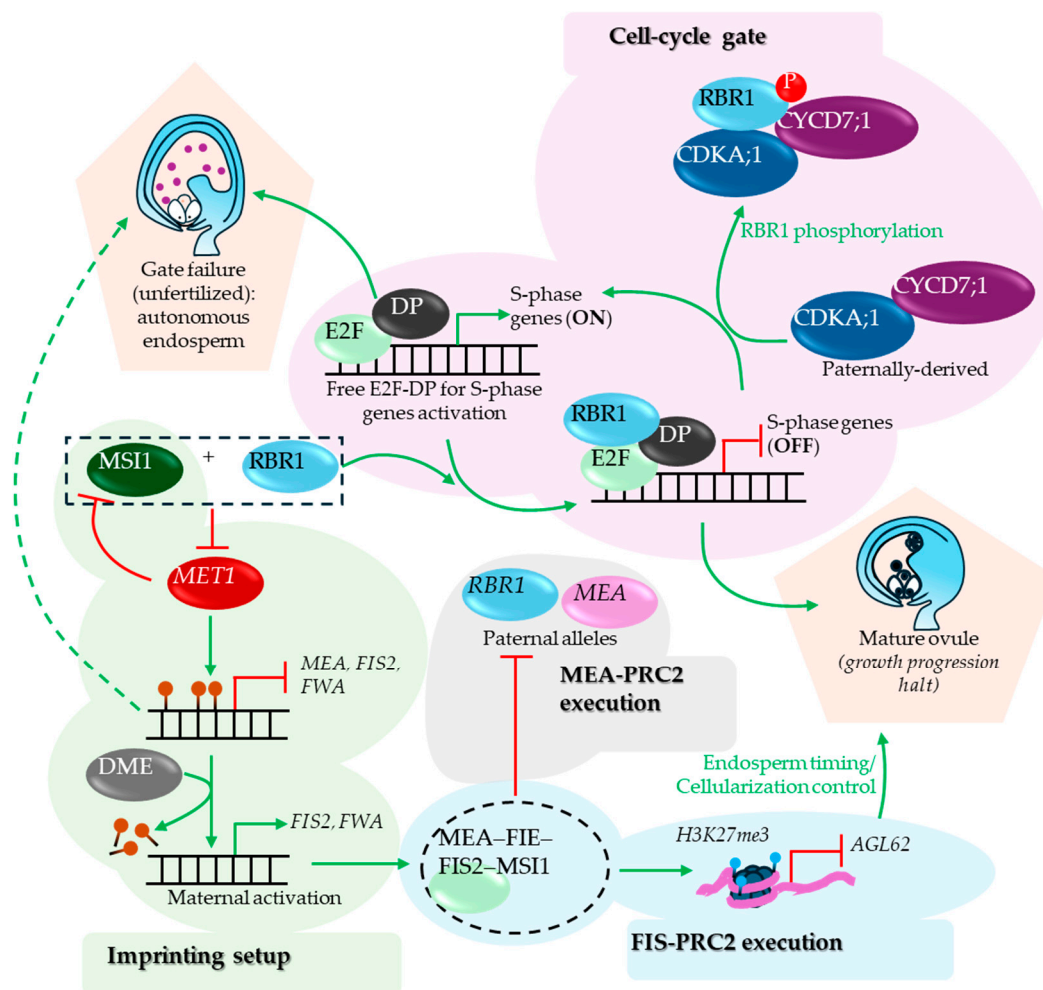 Cell-cycle gate
RBR1
P
CYCD7;1
CDKA;1
RBR1 phosphorylation
CYCD7;1
CDKA;1
Paternally-derived
Gate failure
(unfertilized):
autonomous
endosperm
DP
E2F
S-phase
genes (ON)
Free E2F-DP for S-phase
genes activation
RBR1
DP
E2F
S-phase genes
(OFF)
MSI1
+
RBR1
MET1
MEA, FIS2,
FWA
DME
FIS2, FWA
Maternal activation
Imprinting setup
RBR1
MEA
Paternal alleles
MEA-PRC2
execution
Mature ovule
(growth progression
halt)
Endosperm timing/
Cellularization control
MEA–FIE–
FIS2–MSI1
H3K27me3
AGL62
FIS-PRC2 execution